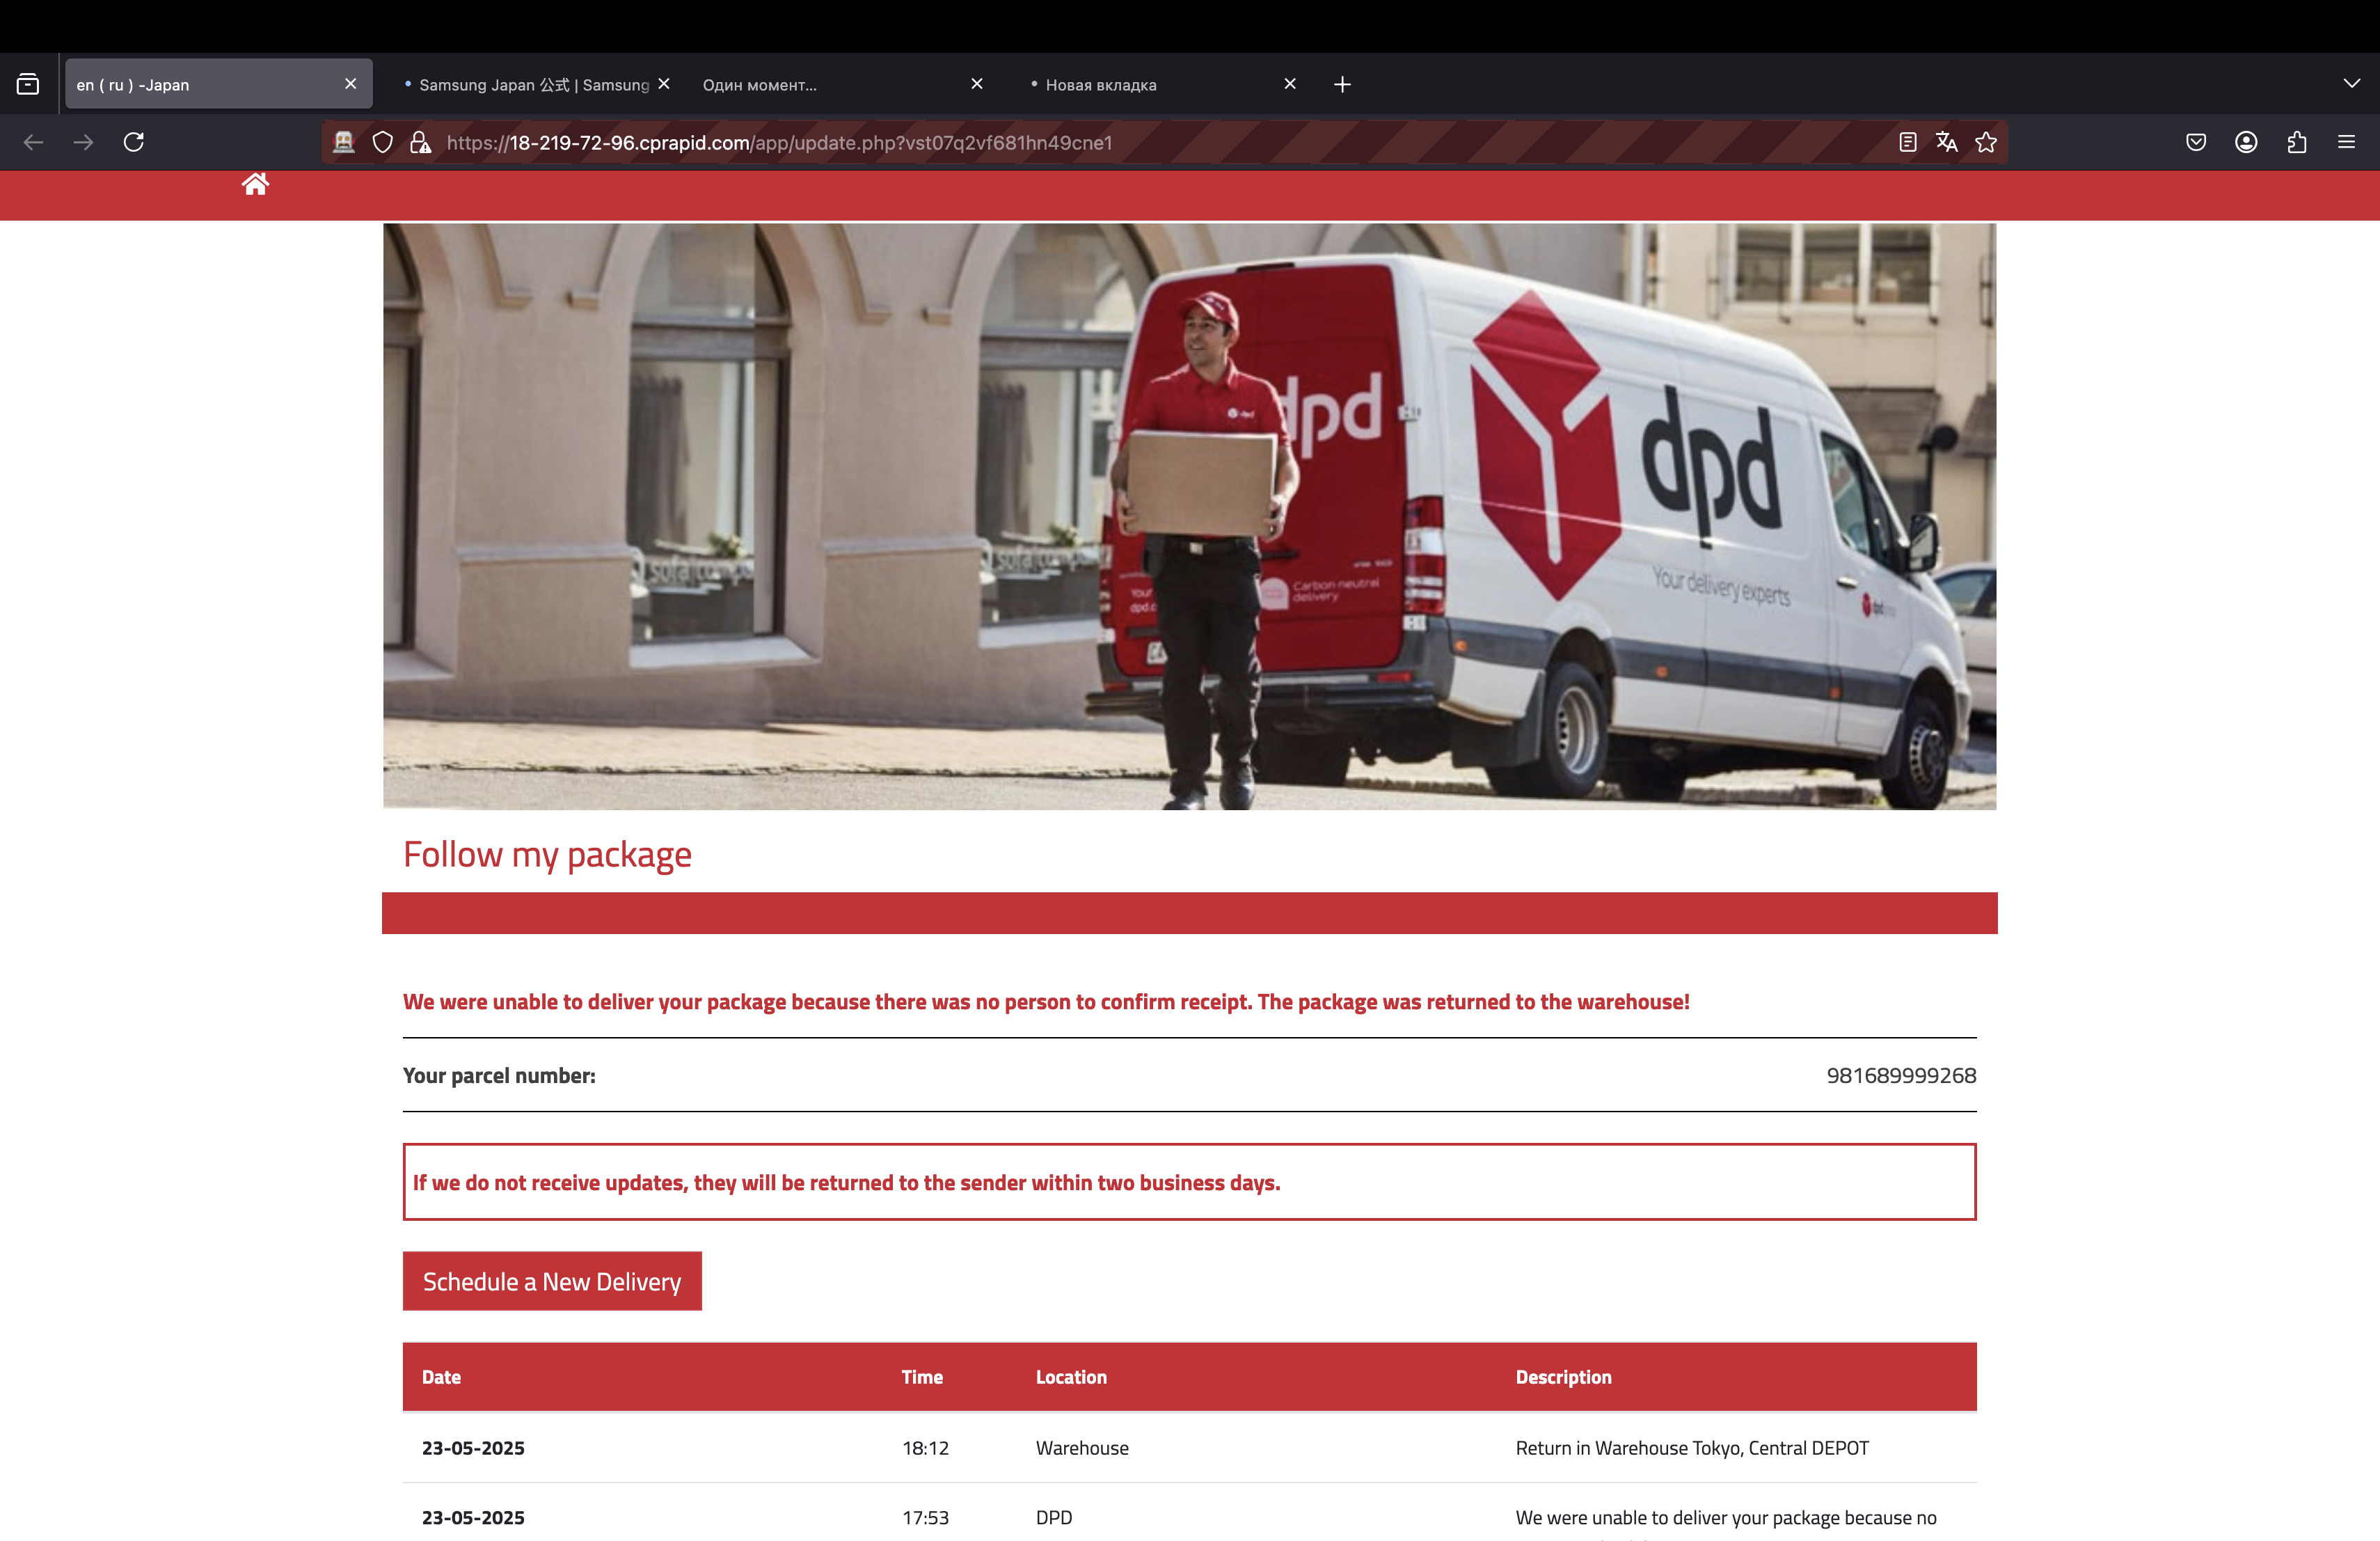 en ( ru ) -Japan
Samsung Japan 公式 | Samsung
Один момент...
Новая вкладка
https://18-219-72-96.cprapid.com/app/update.php?vst07q2vf681hn49cne1
dpd
dpd
Your delivery experts
Carbon neutral
delivery
dpd
Follow my package
We were unable to deliver your package because there was no person to confirm receipt. The package was returned to the warehouse!
Your parcel number: 981689999268
If we do not receive updates, they will be returned to the sender within two business days.
Schedule a New Delivery
Date Time Location Description
23-05-2025 18:12 Warehouse Return in Warehouse Tokyo, Central DEPOT
23-05-2025 17:53 DPD We were unable to deliver your package because no